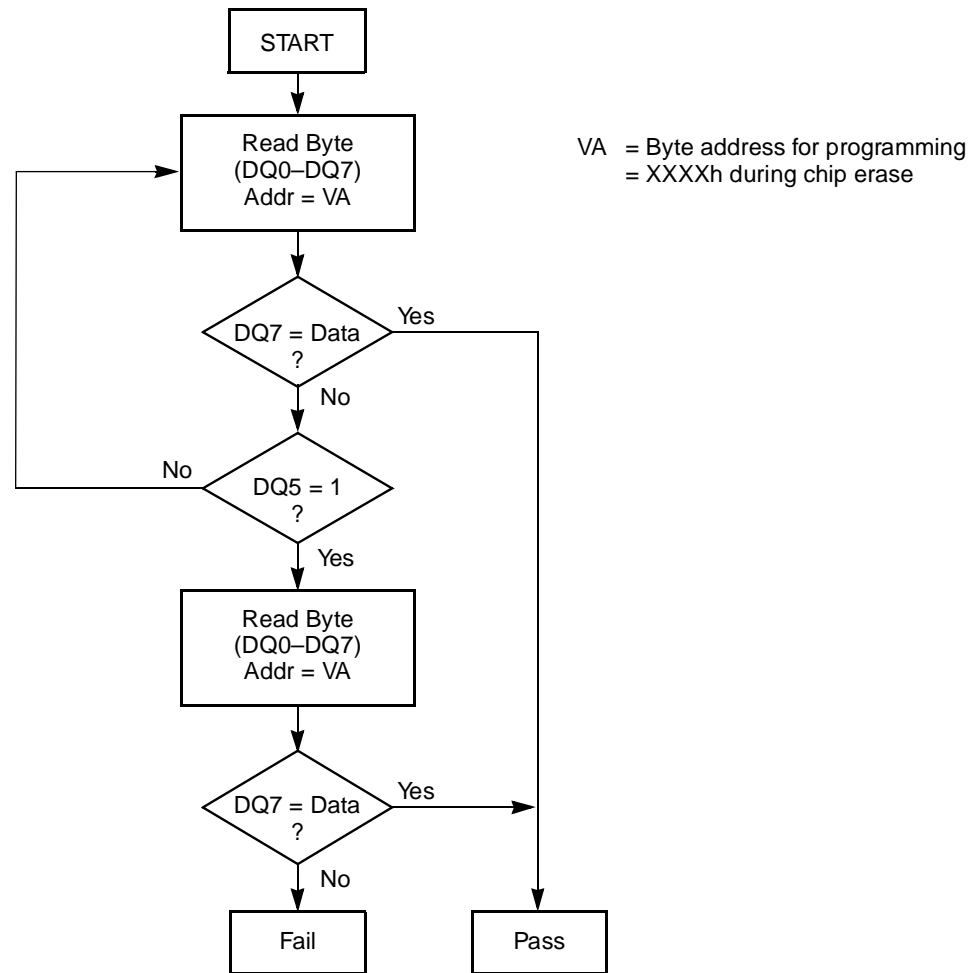 START
Read Byte
(DQ0–DQ7)
Addr = VA
VA = Byte address for programming
= XXXXh during chip erase
DQ7 = Data
?
Yes
No
DQ5 = 1
?
No
Yes
Read Byte
(DQ0–DQ7)
Addr = VA
DQ7 = Data
?
Yes
No
Fail
Pass